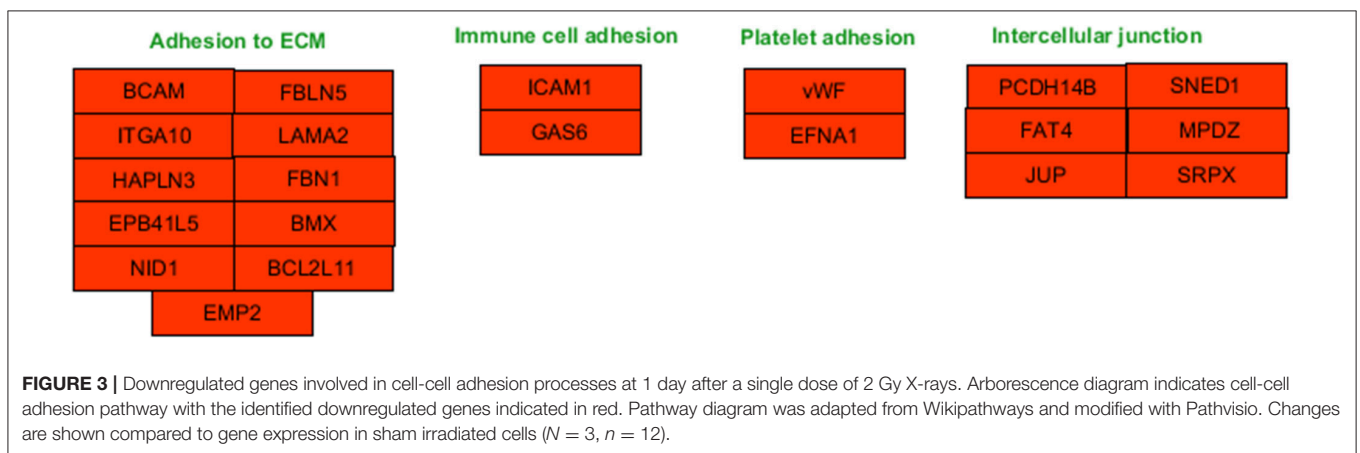 Adhesion to ECM Immune cell adhesion Platelet adhesion Intercellular junction
BCAM FBLN5 ICAM1 vWF PCDH14B SNED1
ITGA10 LAMA2 GAS6 EFNA1 FAT4 MPDZ
HAPLN3 FBN1 JUP SRPX
EPB41L5 BMX
NID1 BCL2L11
EMP2
FIGURE 3 | Downregulated genes involved in cell-cell adhesion processes at 1 day after a single dose of 2 Gy X-rays. Arborescence diagram indicates cell-cell
adhesion pathway with the identified downregulated genes indicated in red. Pathway diagram was adapted from Wikipathways and modified with Pathvisio. Changes
are shown compared to gene expression in sham irradiated cells (N = 3, n = 12).